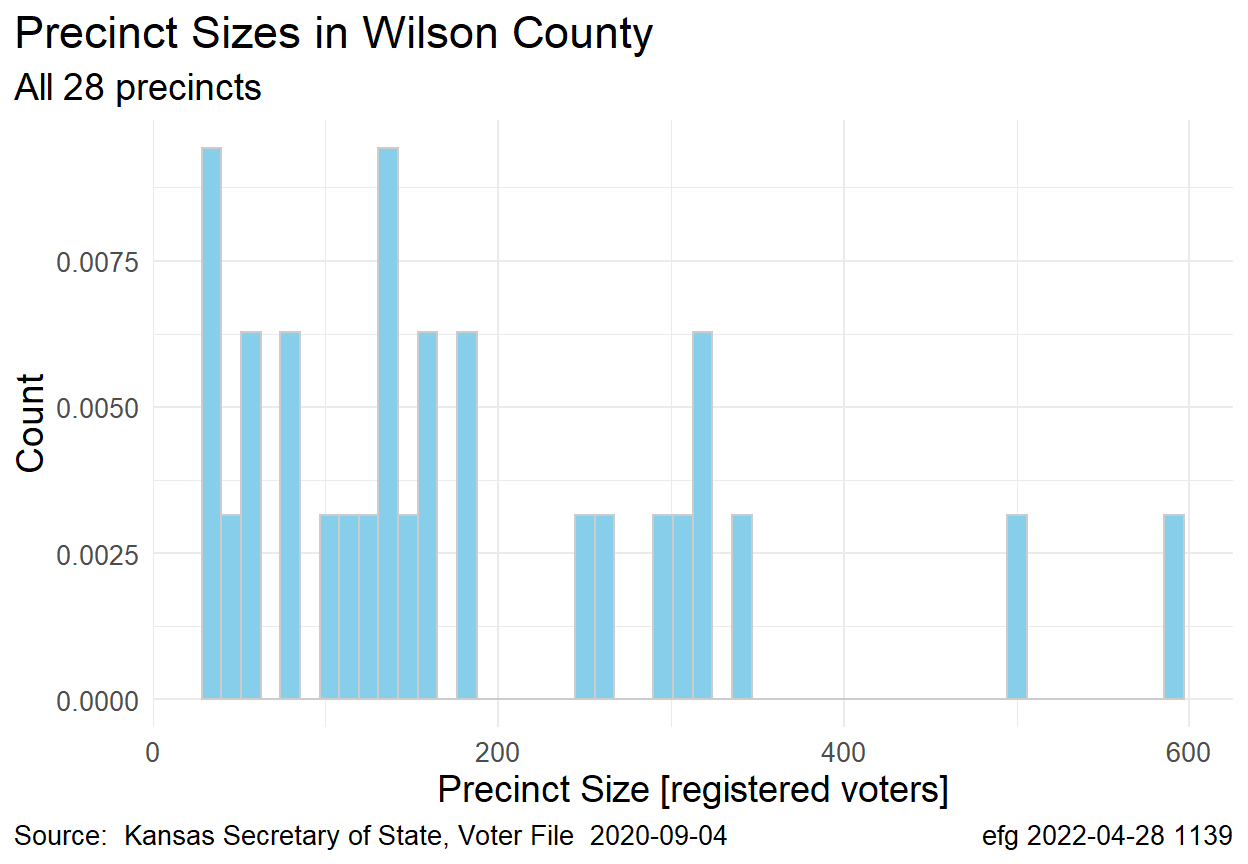 Precinct Sizes in Wilson County
All 28 precincts
Count
0.0075
0.0050
0.0025
0.0000
0 200 400 600
Precinct Size [registered voters]
Source:  Kansas Secretary of State, Voter File  2020-09-04
efg 2022-04-28 1139